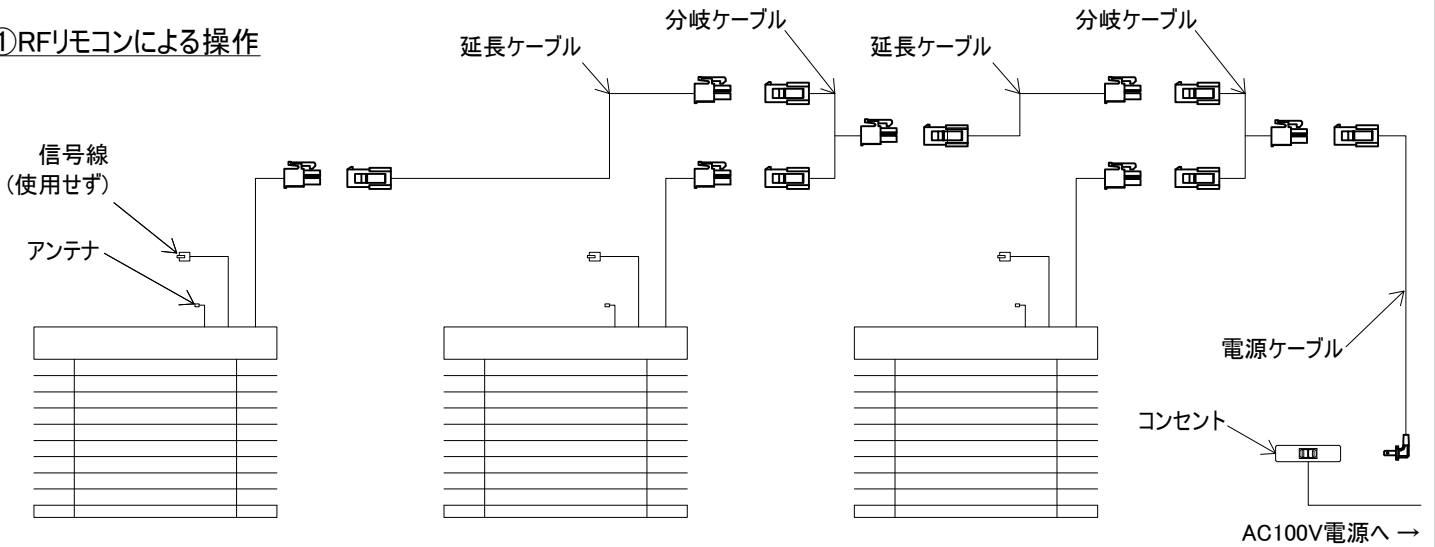 ①RFリモコンによる操作
分岐ケーブル
分岐ケーブル
延長ケーブル
延長ケーブル
信号線
(使用せず)
アンテナ
電源ケーブル
コンセント
AC100V電源へ →